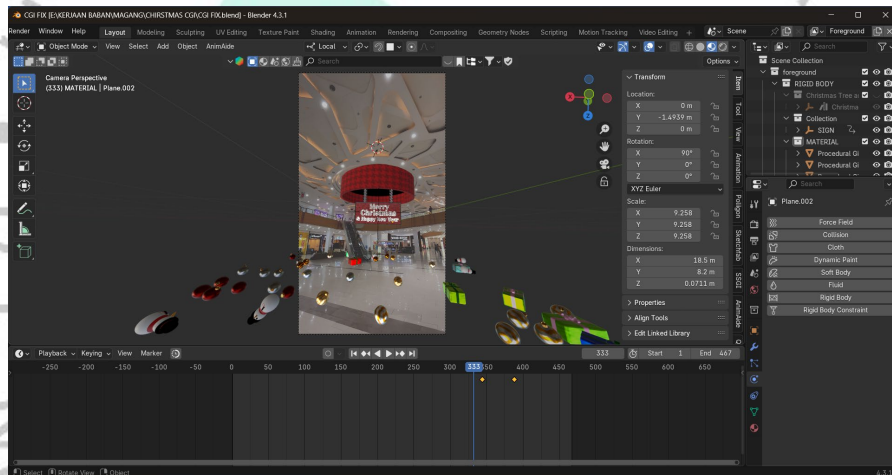 CGI FIX [E:\KERJAAN BABAN\MAGANG\CHIRSTMAS CGI\CGI FIX.blend] - Blender 4.3.1
Render Window Help Layout Modeling Sculpting UV Editing Texture Paint Shading Animation Rendering Compositing Geometry Nodes Scripting Motion Tracking Video Editing + Scene Foreground
Object Mode View Select Add Object AnimAide Local Search
Search Options
Camera Perspective
(333) MATERIAL | Plane.002
Merry
Christmas
& Happy New Year
Transform
Location:
X 0 m
Y -1.4939 m
Z 0 m
Rotation:
X 90°
Y 0°
Z 0°
XYZ Euler
Scale:
X 9.258
Y 9.258
Z 9.258
Dimensions:
X 18.5 m
Y 8.2 m
Z 0.0711 m
Properties
Align Tools
Edit Linked Library
Item
Tool
View
Animation
Poliigon
Sketchfab
SSGI
AnimAide
Scene Collection
foreground
RIGID BODY
Christmas Tree a
Christma
Collection
SIGN
MATERIAL
Procedural Gi
Procedural Gi
Search
Plane.002
Force Field
Collision
Cloth
Dynamic Paint
Soft Body
Fluid
Rigid Body
Rigid Body Constraint
Playback Keying View Marker 333 Start 1 End 467
-250 -200 -150 -100 -50 0 50 100 150 200 250 300 333 350 400 450 500 550 600 650
Select Rotate View Object 4.3.1